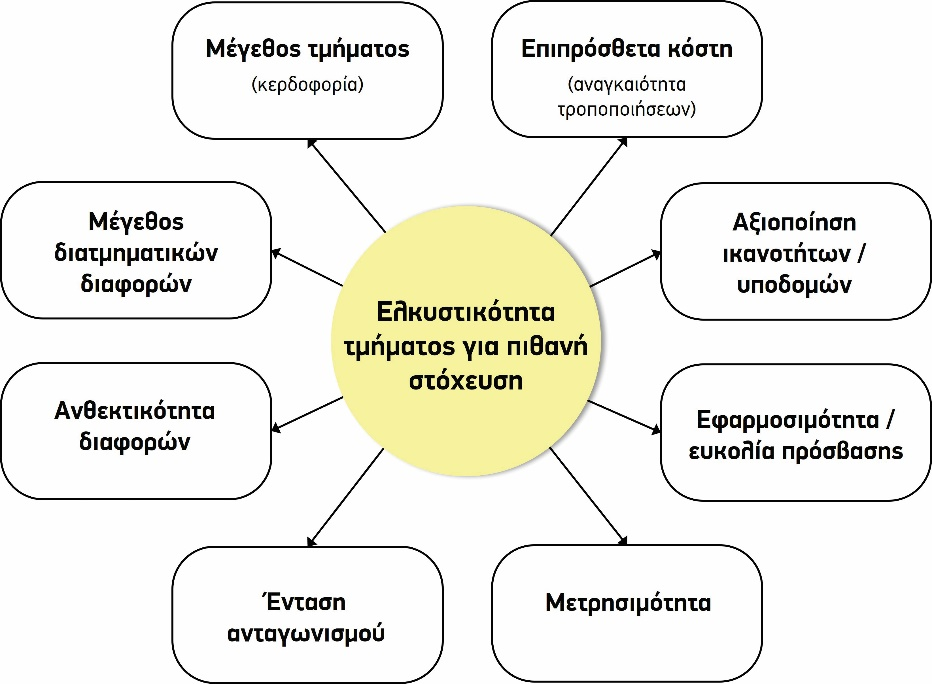 Μέγεθος τμήματος
(κερδοφορία)
Επιπρόσθετα κόστη
(αναγκαιότητα
τροποποιήσεων)
Μέγεθος
διατμηματικών
διαφορών
Αξιοποίηση
ικανοτήτων /
υποδομών
Ελκυστικότητα
τμήματος για πιθανή
στόχευση
Ανθεκτικότητα
διαφορών
Εφαρμοσιμότητα /
ευκολία πρόσβασης
Ένταση
ανταγωνισμού
Μετρησιμότητα